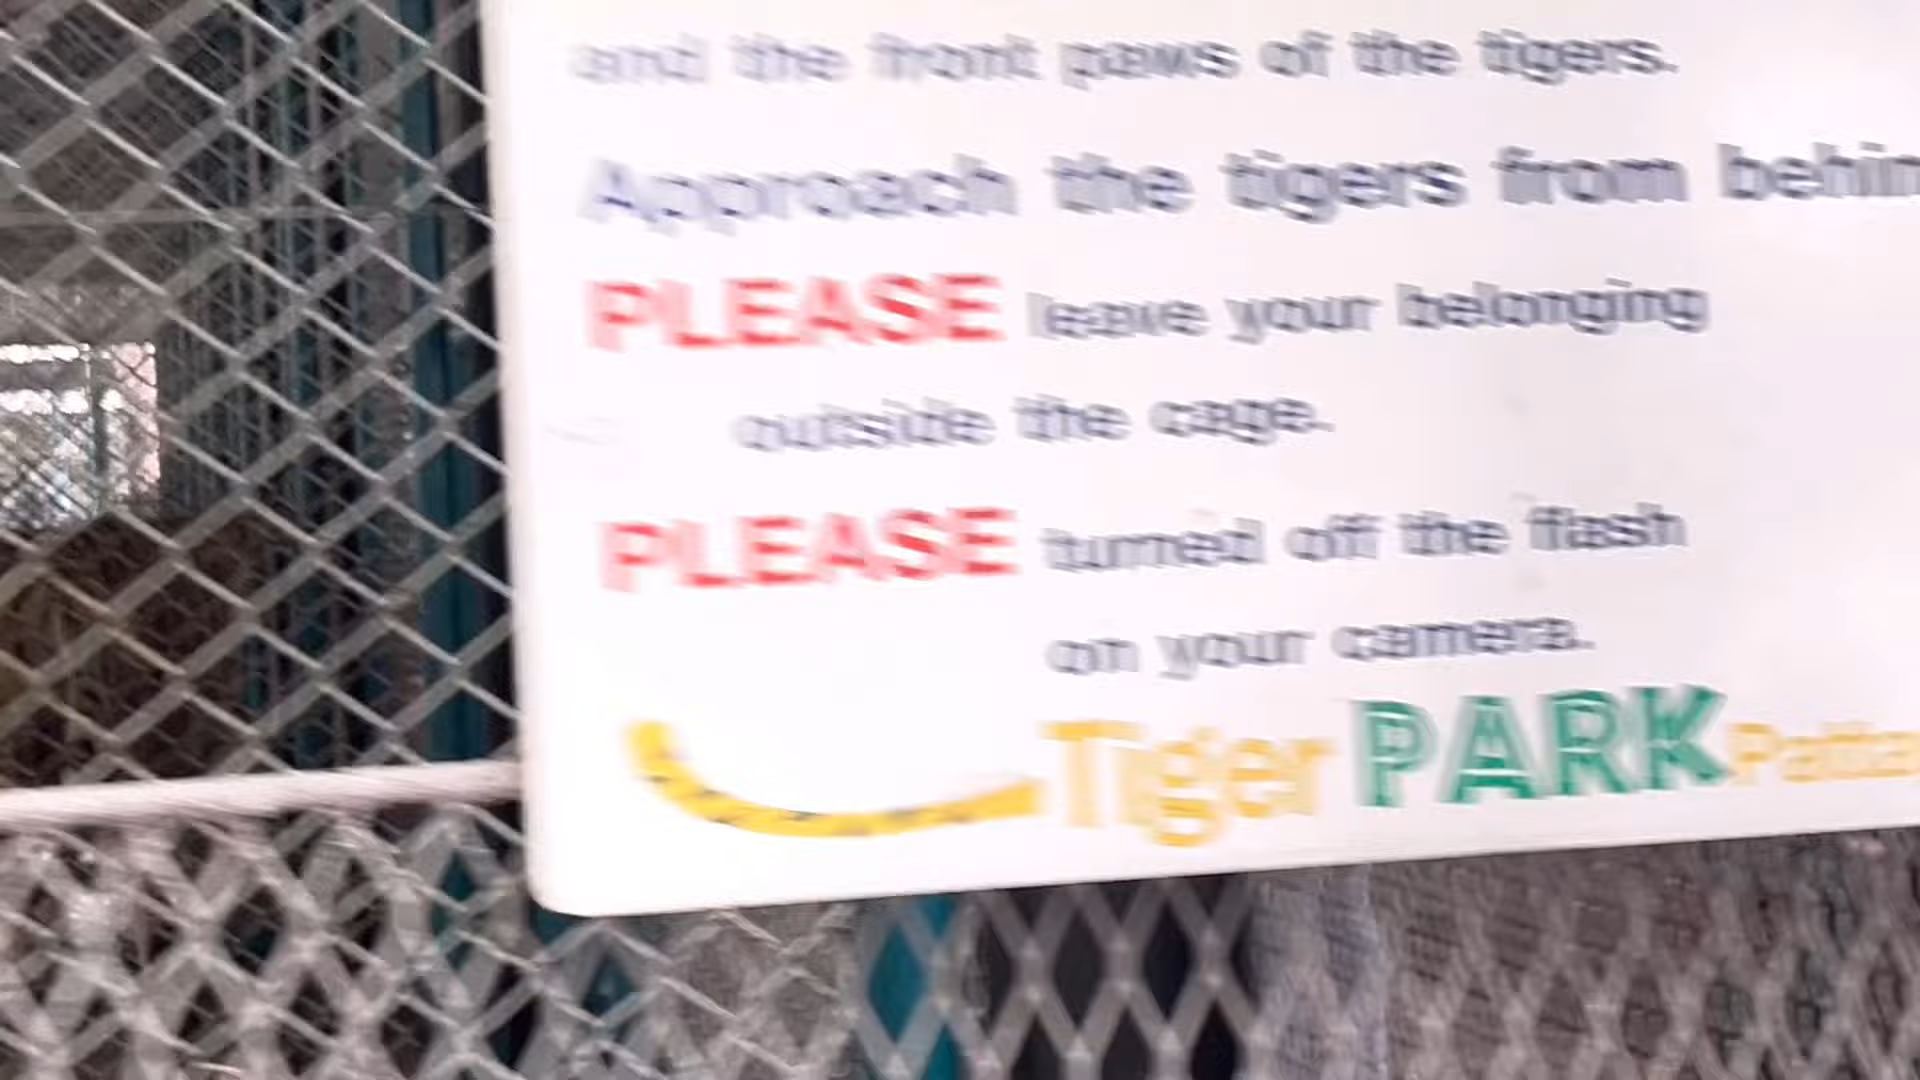 and the front paws of the tigers.
Approach the tigers from behin
PLEASE leave your belonging
outside the cage.
PLEASE turned off the flash
on your camera.
Tiger PARK Patta